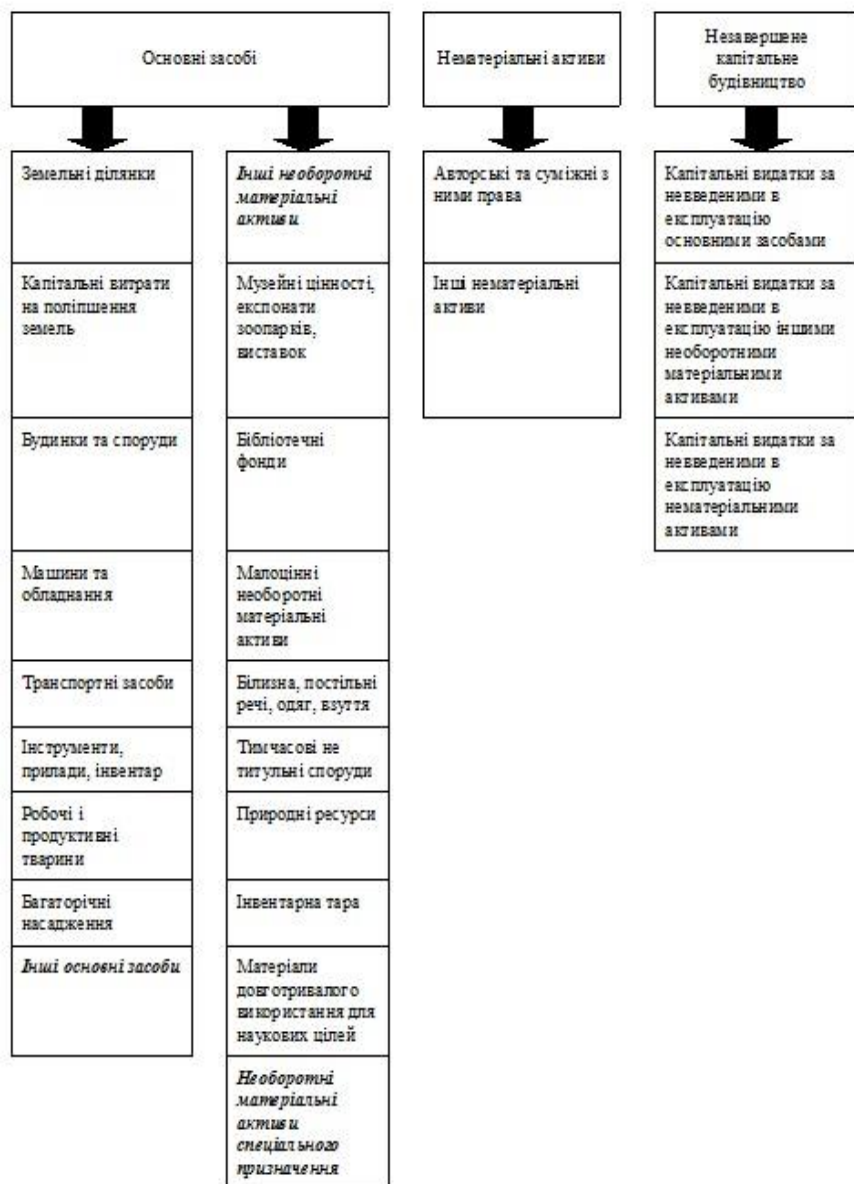 Основні засобі
Нематеріальні активи
Незавершене
капітальне
будівництво
Земельні ділянки
Капітальні витрати
на поліпшення
земель
Будинки та споруди
Машини та
обладнання
Транспортні засоби
Інструменти,
прилади, інвентар
Робочі і
продуктивні
тварини
Багаторічні
насадження
Інші основні засоби
Інші необоротні
матеріальні
активи
Музейні цінності,
експонати
зоопарків,
виставок
Бібліотечні
фонди
Малоцінні
необоротні
матеріальні
активи
Білизна, постільні
речі, одяг, взуття
Тимчасові не
титульні споруди
Природні ресурси
Інвентарна тара
Матеріали
довготривалого
використання для
наукових цілей
Необоротні
матеріальні
активи
спеціального
призначення
Авторські та суміжні з
ними права
Інші нематеріальні
активи
Капітальні видатки за
невведеними в
експлуатацію
основними засобами
Капітальні видатки за
невведеними в
експлуатацію іншими
необоротними
матеріальними
активами
Капітальні видатки за
невведеними в
експлуатацію
нематеріальними
активами